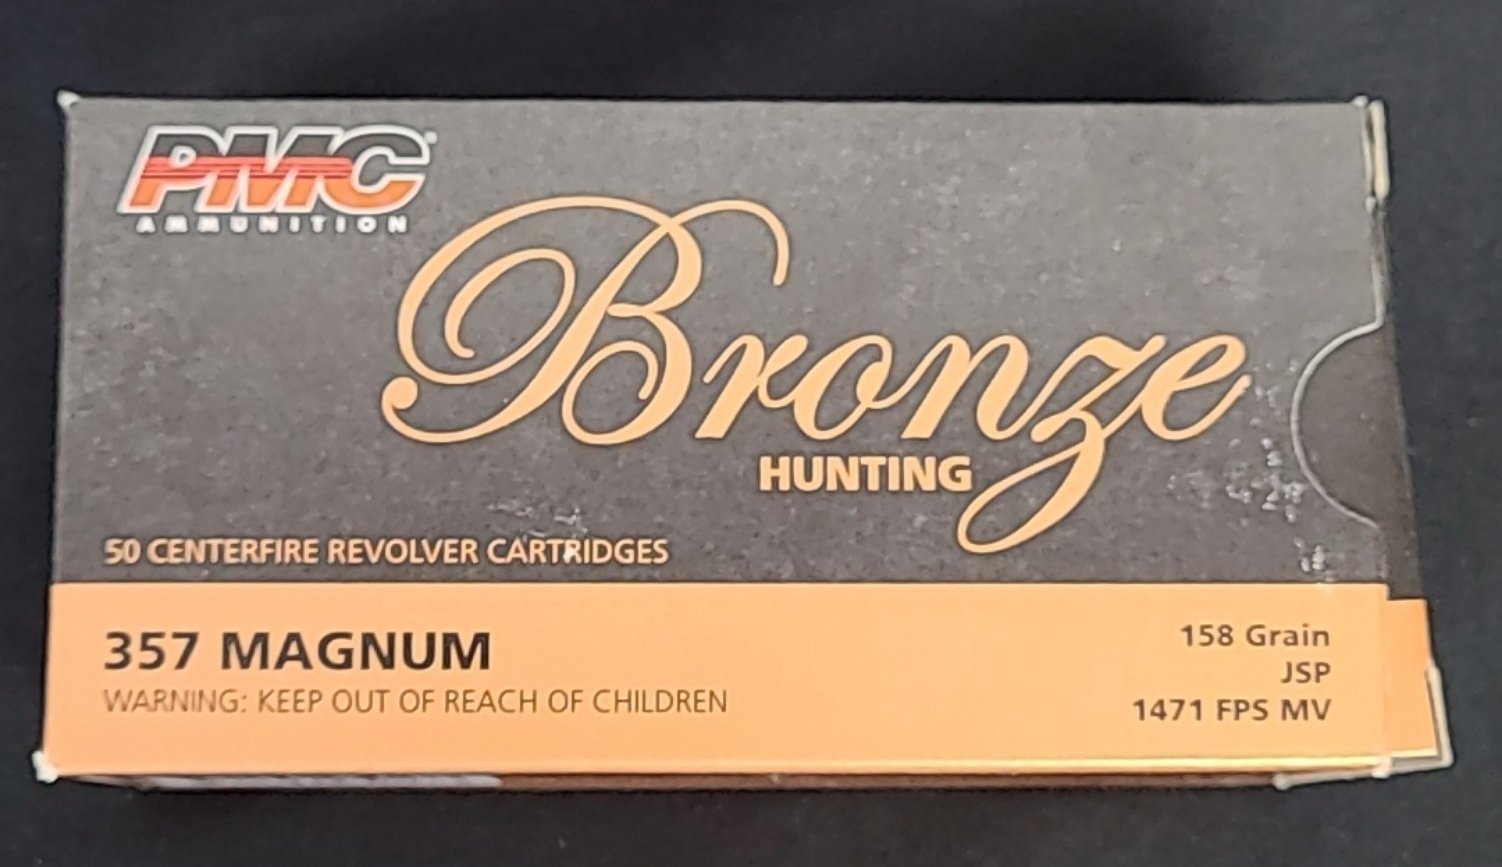 PMC
AMMUNITION
Bronze
HUNTING
50 CENTERFIRE REVOLVER CARTRIDGES
357 MAGNUM
WARNING: KEEP OUT OF REACH OF CHILDREN
158 Grain
JSP
1471 FPS MV